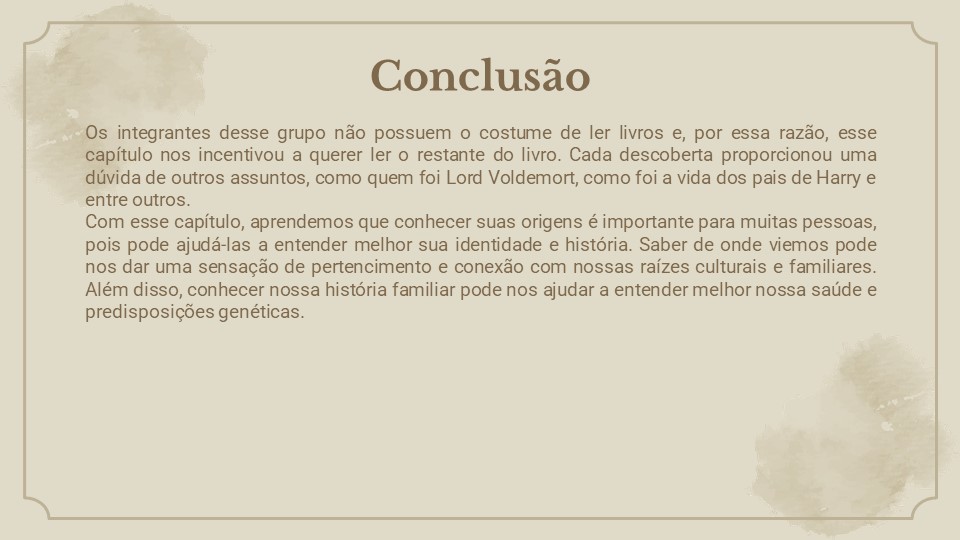 Conclusão
Os integrantes desse grupo não possuem o costume de ler livros e, por essa razão, esse
capítulo nos incentivou a querer ler o restante do livro. Cada descoberta proporcionou uma
dúvida de outros assuntos, como quem foi Lord Voldemort, como foi a vida dos pais de Harry e
entre outros.
Com esse capítulo, aprendemos que conhecer suas origens é importante para muitas pessoas,
pois pode ajudá-las a entender melhor sua identidade e história. Saber de onde viemos pode
nos dar uma sensação de pertencimento e conexão com nossas raízes culturais e familiares.
Além disso, conhecer nossa história familiar pode nos ajudar a entender melhor nossa saúde e
predisposições genéticas.